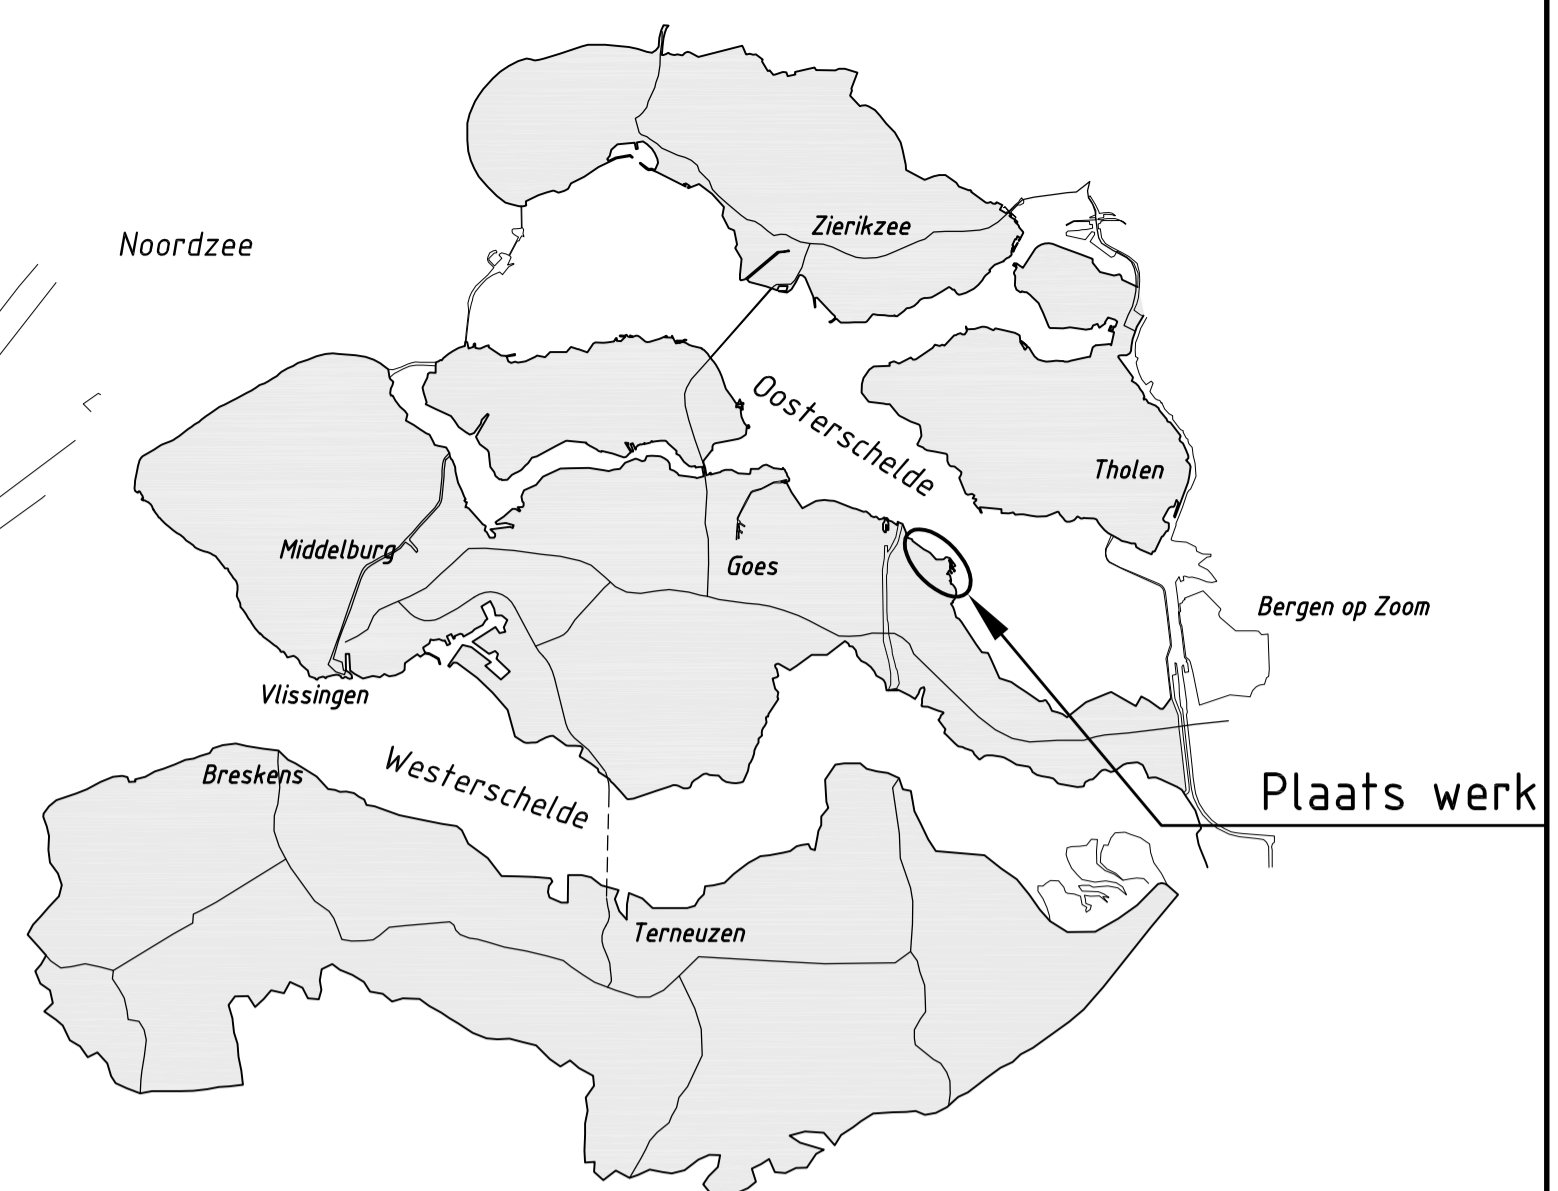 Zierikzee
Noordzee
Oosterschelde
Tholen
Middelburg
Goes
Bergen op Zoom
Vlissingen
Westerschelde
Breskens
Plaats werk
Terneuzen